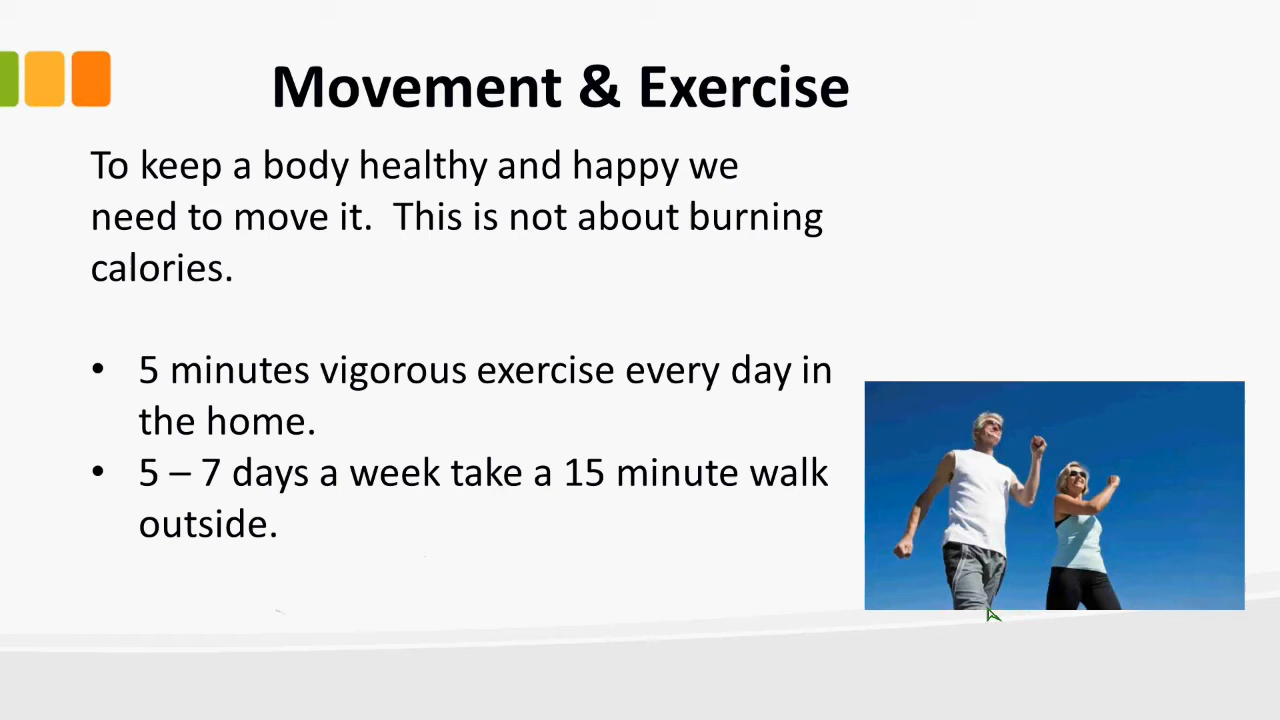 Movement & Exercise
To keep a body healthy and happy we
need to move it.  This is not about burning
calories.
• 5 minutes vigorous exercise every day in
the home.
• 5 – 7 days a week take a 15 minute walk
outside.